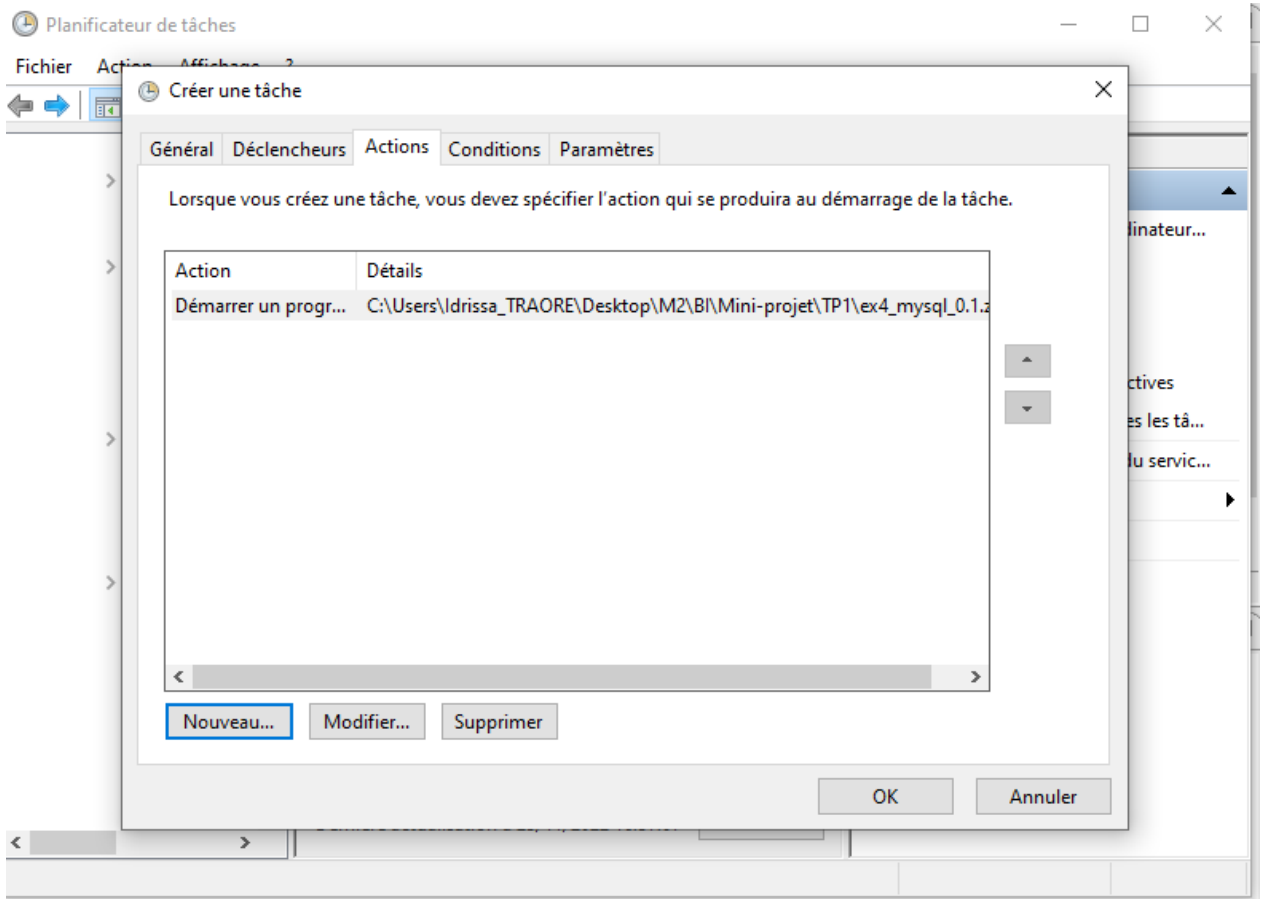 Planificateur de tâches
Fichier Action Affichage ?
Créer une tâche
Général Déclencheurs Actions Conditions Paramètres
Lorsque vous créez une tâche, vous devez spécifier l'action qui se produira au démarrage de la tâche.
dinateur...
Action Détails
Démarrer un progr... C:\Users\Idrissa_TRAORE\Desktop\M2\BI\Mini-projet\TP1\ex4_mysql_0.1.z
ctives
es les tâ...
du servic...
Nouveau... Modifier... Supprimer
OK Annuler